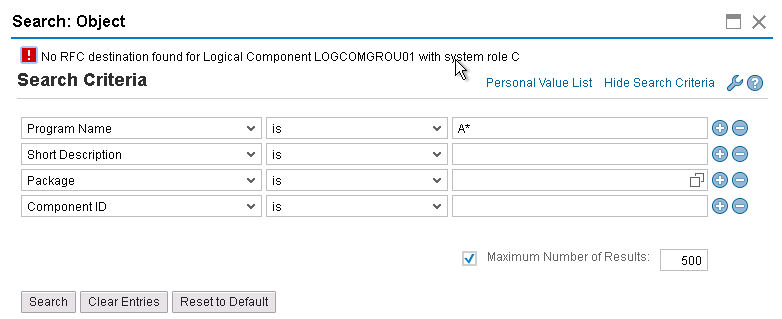 Search: Object
No RFC destination found for Logical Component LOGCOMGROU01 with system role C
Search Criteria Personal Value List Hide Search Criteria
Program Name is A*
Short Description is
Package is
Component ID is
Maximum Number of Results: 500
Search Clear Entries Reset to Default